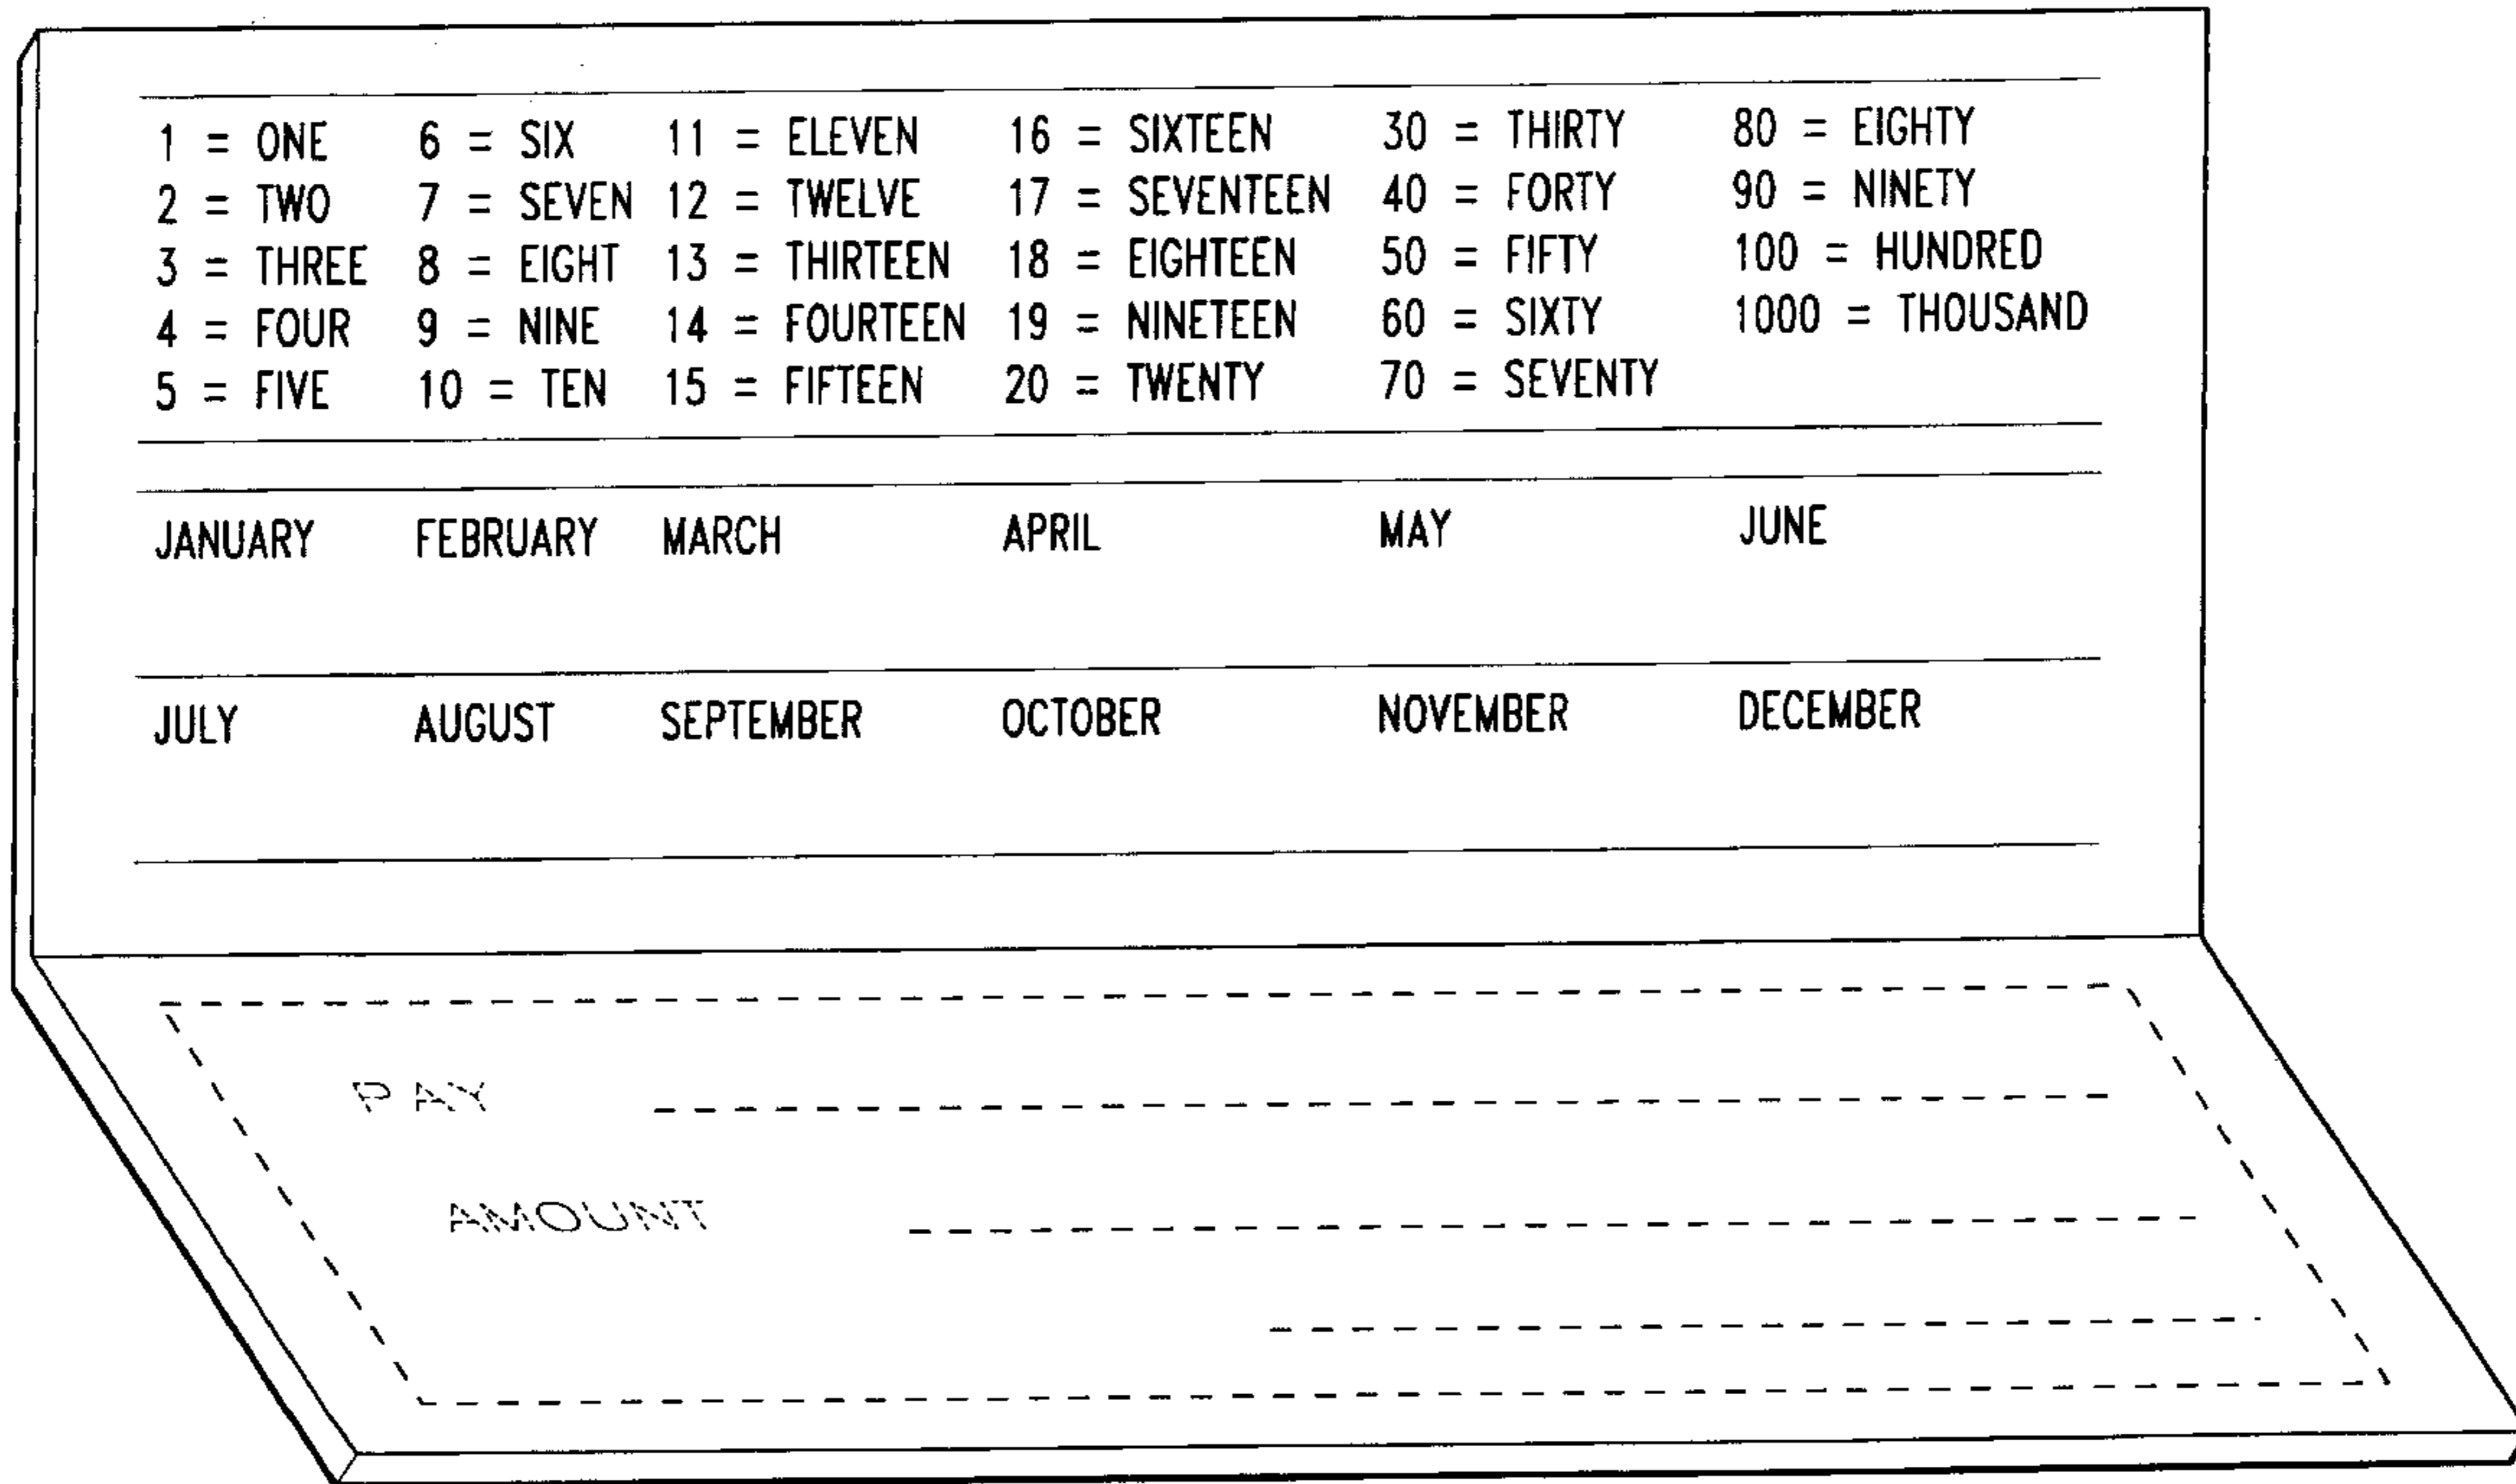 1 = ONE 6 = SIX 11 = ELEVEN 16 = SIXTEEN 30 = THIRTY 80 = EIGHTY
2 = TWO 7 = SEVEN 12 = TWELVE 17 = SEVENTEEN 40 = FORTY 90 = NINETY
3 = THREE 8 = EIGHT 13 = THIRTEEN 18 = EIGHTEEN 50 = FIFTY 100 = HUNDRED
4 = FOUR 9 = NINE 14 = FOURTEEN 19 = NINETEEN 60 = SIXTY 1000 = THOUSAND
5 = FIVE 10 = TEN 15 = FIFTEEN 20 = TWENTY 70 = SEVENTY
JANUARY FEBRUARY MARCH APRIL MAY JUNE
JULY AUGUST SEPTEMBER OCTOBER NOVEMBER DECEMBER
PAY
AMOUNT